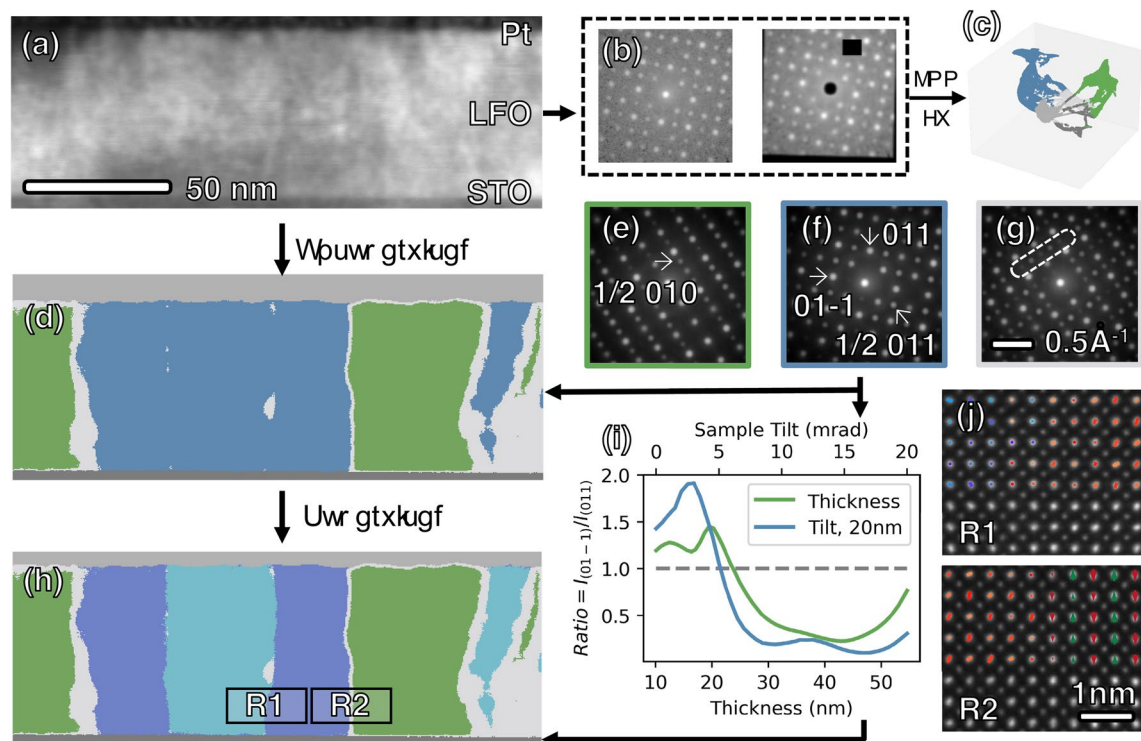 (a)
Pt
LFO
STO
50 nm
(b)
MPP
HX
(c)
Wpuwr gtxkugf
(d)
(e)
1/2 010
(f)
011
01-1
1/2 011
(g)
0.5Å⁻¹
Uwr gtxkugf
(h)
R1
R2
(i)
Sample Tilt (mrad)
0 5 10 15 20
Ratio = I(01 − 1)/I(011)
2.0
1.5
1.0
0.5
Thickness
Tilt, 20nm
10 20 30 40 50
Thickness (nm)
(j)
R1
R2
1nm